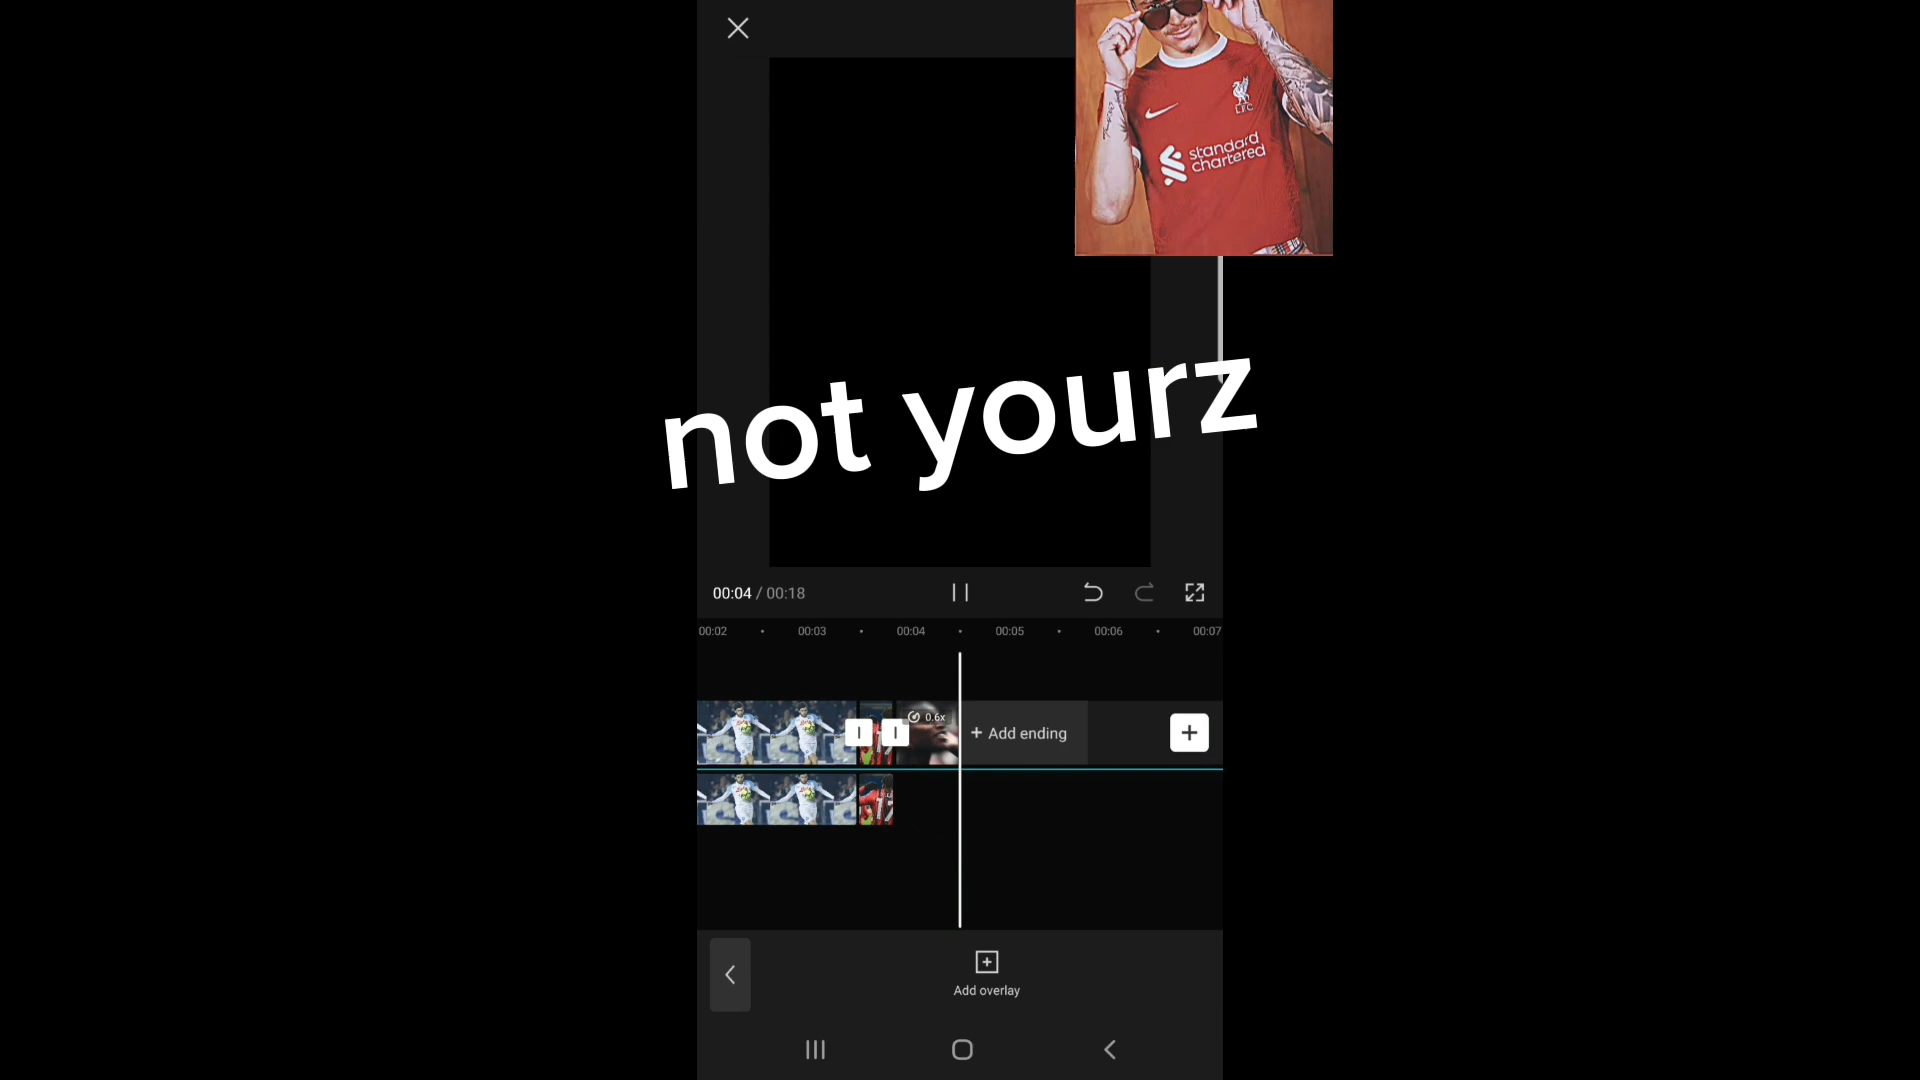 LFC
standard
chartered
not yourz
00:04 / 00:18
00:02
00:03
00:04
00:05
00:06
00:07
0.6x
+ Add ending
Add overlay